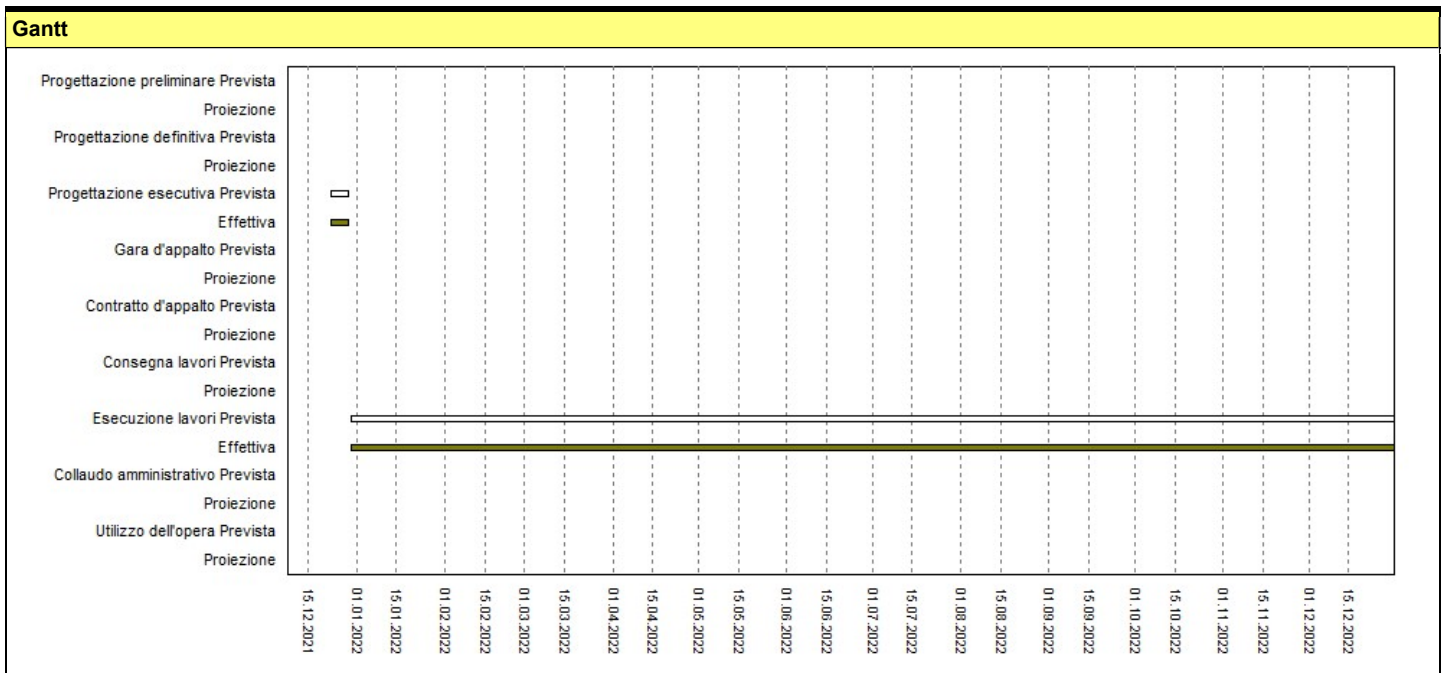 Gantt
Progettazione preliminare Prevista
Proiezione
Progettazione definitiva Prevista
Proiezione
Progettazione esecutiva Prevista
Effettiva
Gara d'appalto Prevista
Proiezione
Contratto d'appalto Prevista
Proiezione
Consegna lavori Prevista
Proiezione
Esecuzione lavori Prevista
Effettiva
Collaudo amministrativo Prevista
Proiezione
Utilizzo dell'opera Prevista
Proiezione
15.12.2021
01.01.2022
15.01.2022
01.02.2022
15.02.2022
01.03.2022
15.03.2022
01.04.2022
15.04.2022
01.05.2022
15.05.2022
01.06.2022
15.06.2022
01.07.2022
15.07.2022
01.08.2022
15.08.2022
01.09.2022
15.09.2022
01.10.2022
15.10.2022
01.11.2022
15.11.2022
01.12.2022
15.12.2022